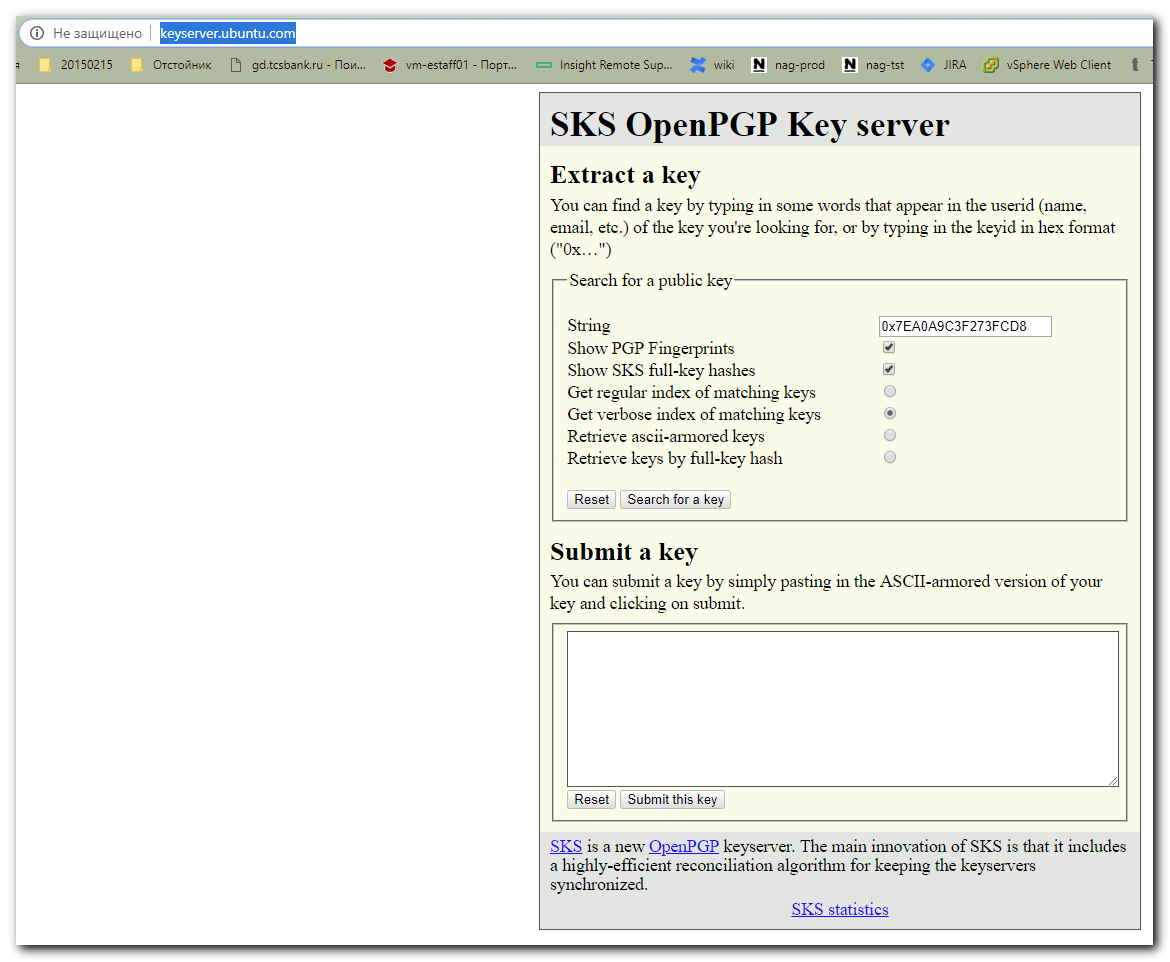 Не защищено keyserver.ubuntu.com
я 20150215 Отстойник gd.tcsbank.ru - Пои... vm-estaff01 - Порт... Insight Remote Sup... wiki nag-prod nag-tst JIRA vSphere Web Client
SKS OpenPGP Key server
Extract a key
You can find a key by typing in some words that appear in the userid (name,
email, etc.) of the key you're looking for, or by typing in the keyid in hex format
("0x…")
Search for a public key
String 0x7EA0A9C3F273FCD8
Show PGP Fingerprints
Show SKS full-key hashes
Get regular index of matching keys
Get verbose index of matching keys
Retrieve ascii-armored keys
Retrieve keys by full-key hash
Reset Search for a key
Submit a key
You can submit a key by simply pasting in the ASCII-armored version of your
key and clicking on submit.
Reset Submit this key
SKS is a new OpenPGP keyserver. The main innovation of SKS is that it includes
a highly-efficient reconciliation algorithm for keeping the keyservers
synchronized.
SKS statistics